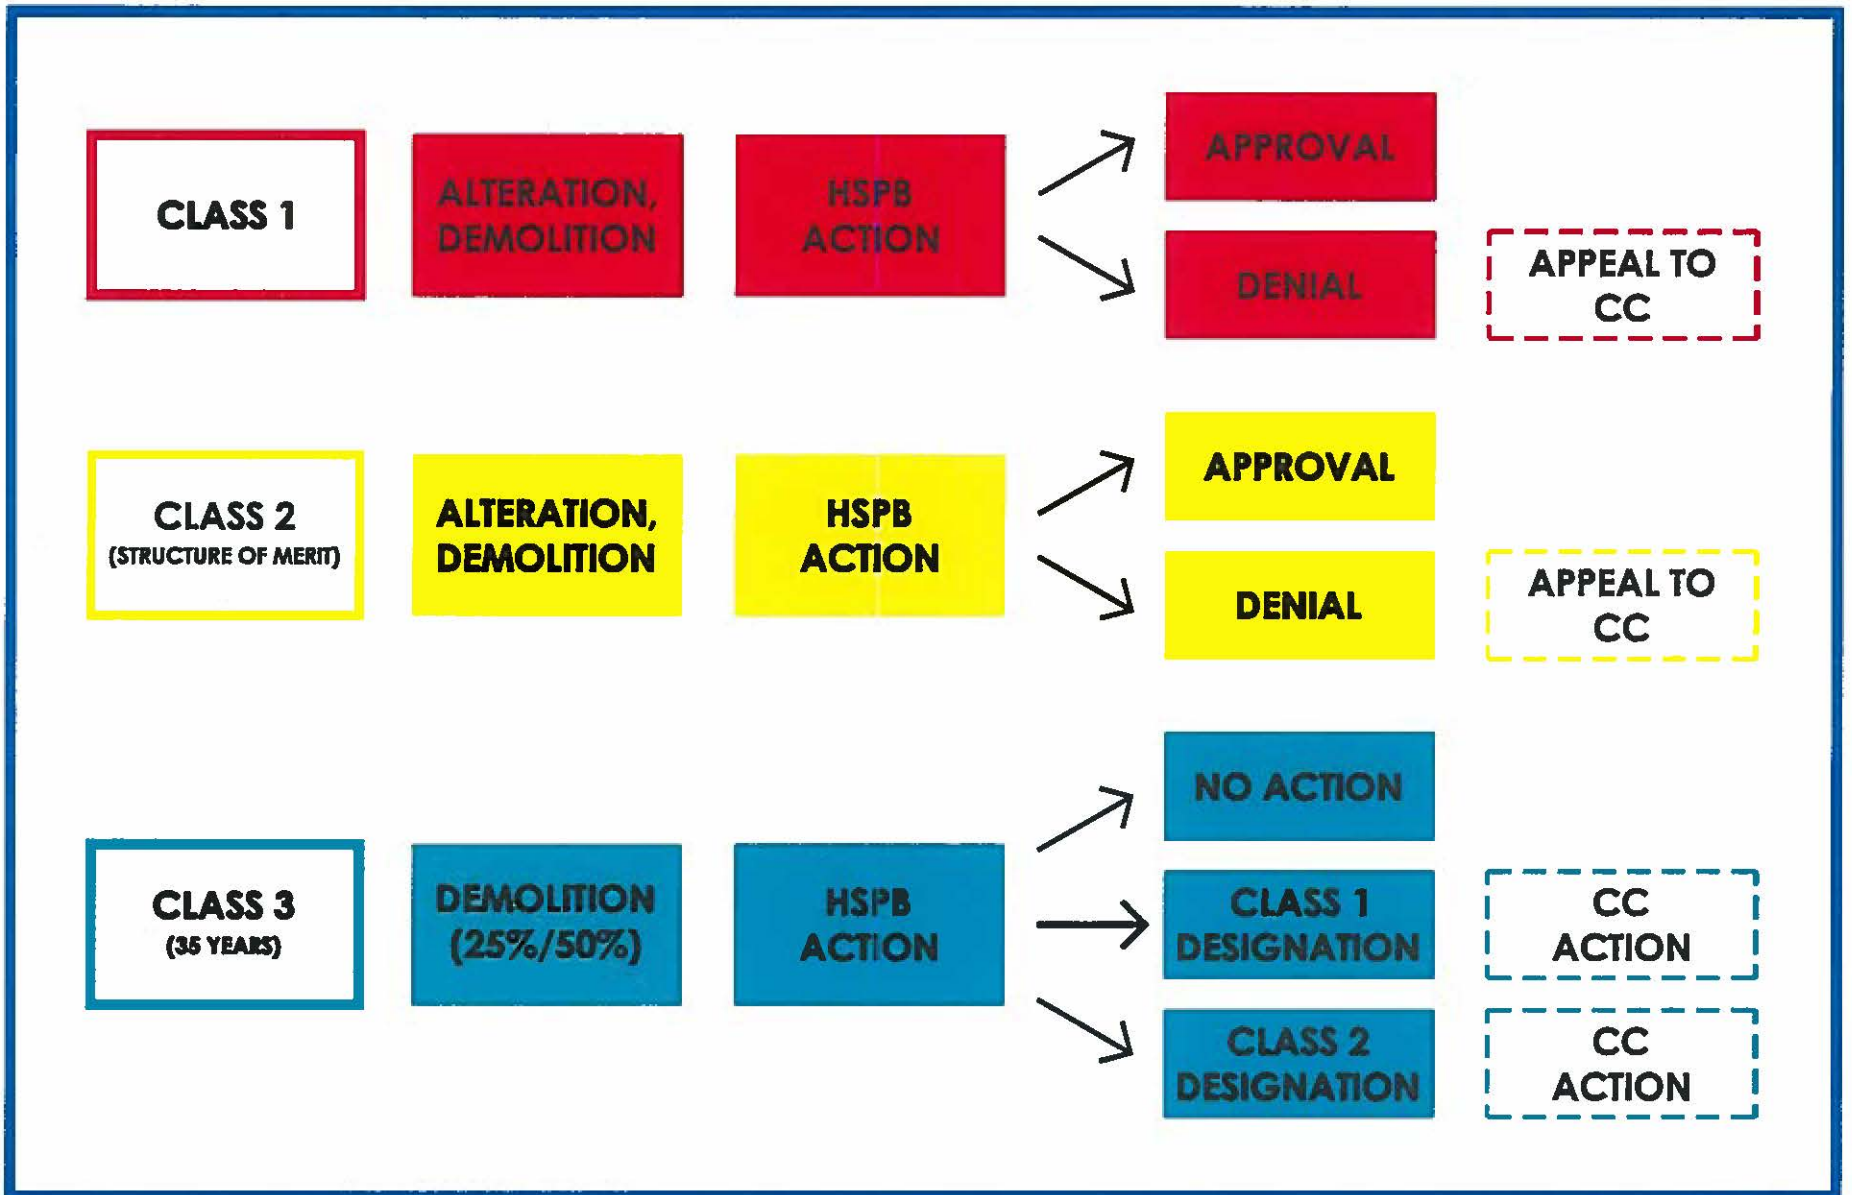 CLASS 1
ALTERATION,
DEMOLITION
HSPB
ACTION
APPROVAL
DENIAL
APPEAL TO
CC
CLASS 2
(STRUCTURE OF MERIT)
ALTERATION,
DEMOLITION
HSPB
ACTION
APPROVAL
DENIAL
APPEAL TO
CC
CLASS 3
(35 YEARS)
DEMOLITION
(25%/50%)
HSPB
ACTION
NO ACTION
CLASS 1
DESIGNATION
CC
ACTION
CLASS 2
DESIGNATION
CC
ACTION